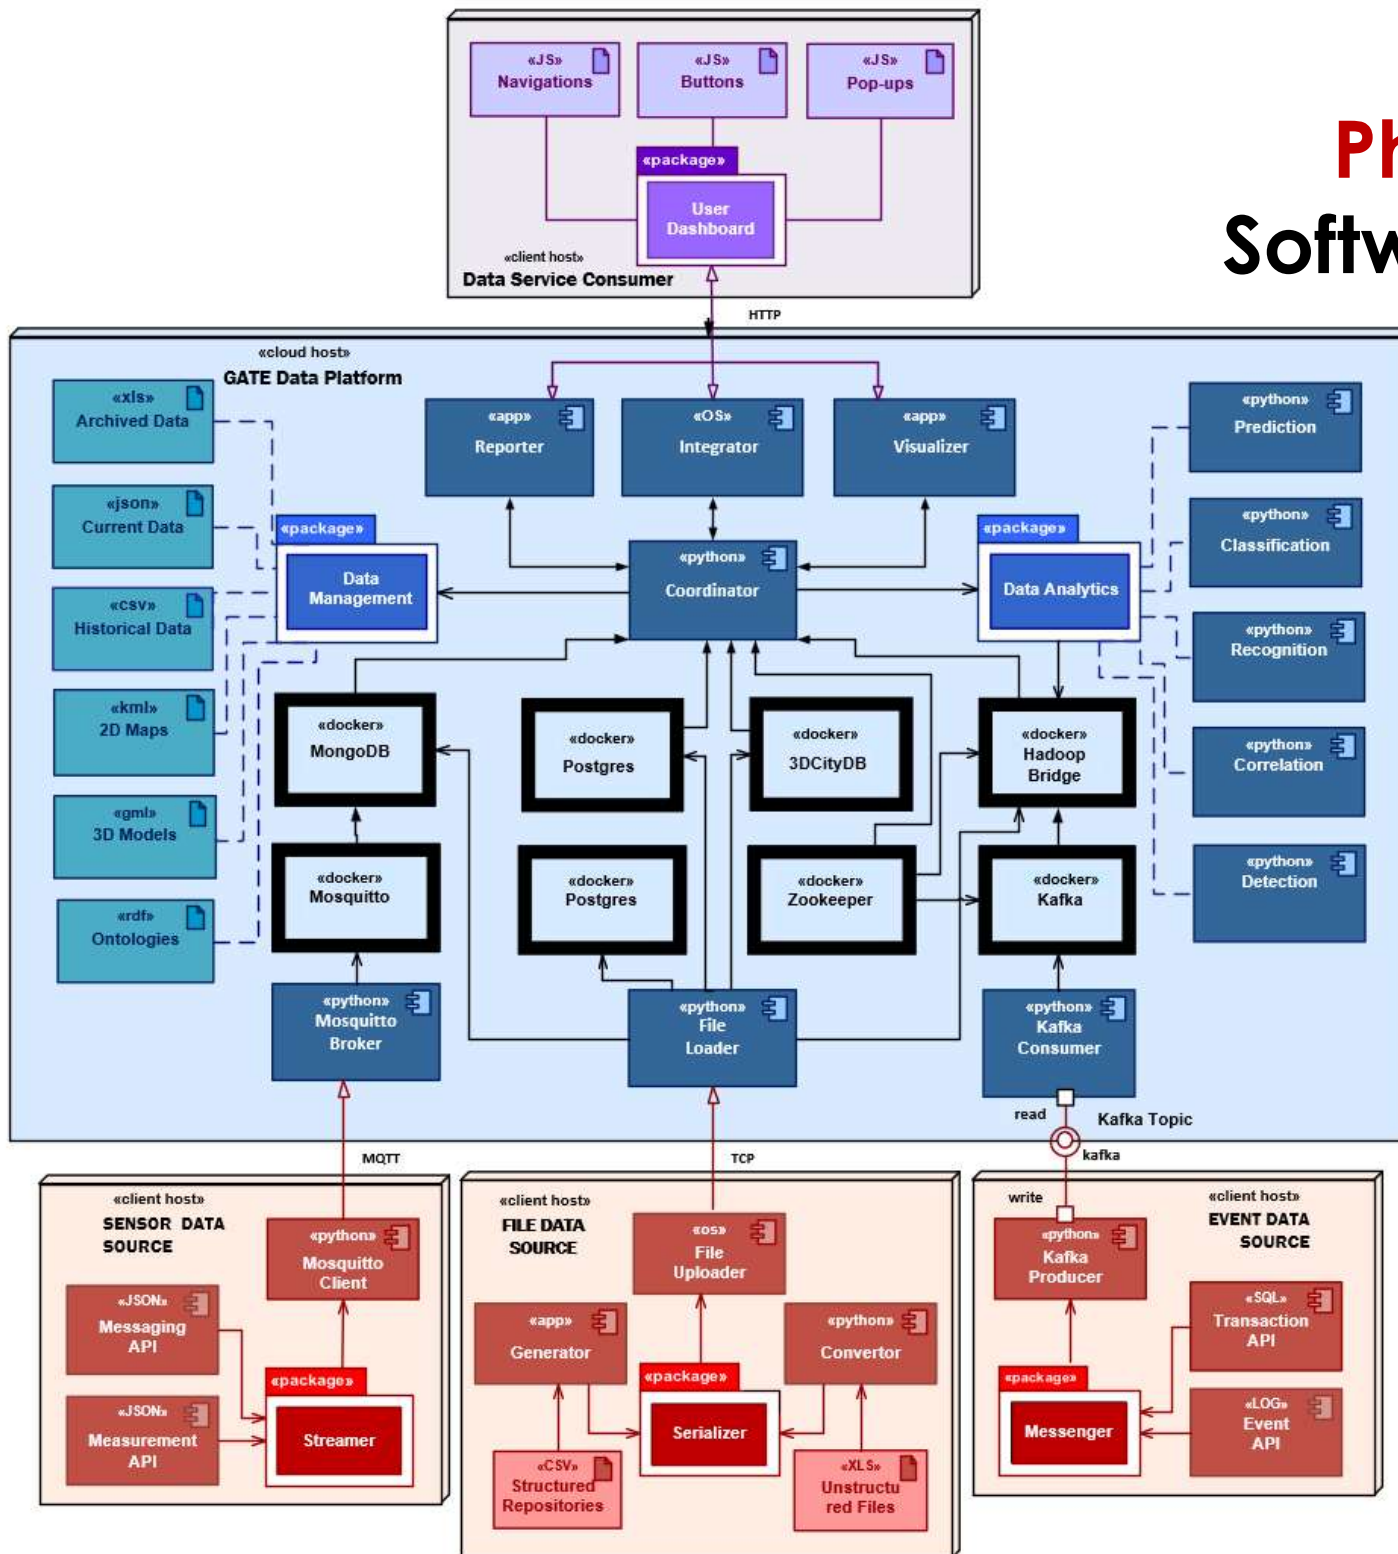 «JS»
Navigations
«JS»
Buttons
«JS»
Pop-ups
«package»
User
Dashboard
«client host»
Data Service Consumer
Ph
Softw
HTTP
«cloud host»
GATE Data Platform
«xls»
Archived Data
«json»
Current Data
«csv»
Historical Data
«kml»
2D Maps
«gml»
3D Models
«rdf»
Ontologies
«app»
Reporter
«OS»
Integrator
«app»
Visualizer
«package»
Data
Management
«python»
Coordinator
«package»
Data Analytics
«python»
Prediction
«python»
Classification
«python»
Recognition
«python»
Correlation
«python»
Detection
«docker»
MongoDB
«docker»
Postgres
«docker»
3DCityDB
«docker»
Hadoop
Bridge
«docker»
Mosquitto
«docker»
Postgres
«docker»
Zookeeper
«docker»
Kafka
«python»
Mosquitto
Broker
«python»
File
Loader
«python»
Kafka
Consumer
read
Kafka Topic
kafka
MQTT
TCP
«client host»
SENSOR DATA
SOURCE
«python»
Mosquitto
Client
«JSON»
Messaging
API
«JSON»
Measurement
API
«package»
Streamer
«client host»
FILE DATA
SOURCE
«os»
File
Uploader
«app»
Generator
«python»
Convertor
«package»
Serializer
«CSV»
Structured
Repositories
«XLS»
Unstructu
red Files
write
«client host»
EVENT DATA
SOURCE
«python»
Kafka
Producer
«SQL»
Transaction
API
«package»
Messenger
«LOG»
Event
API